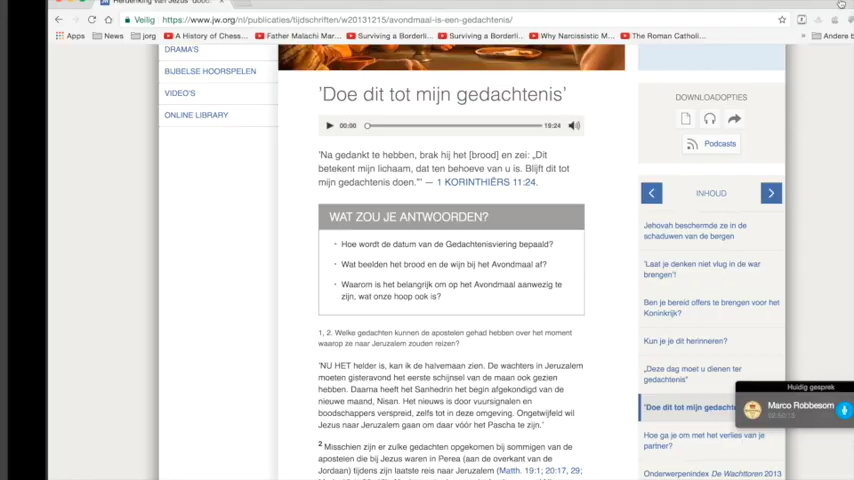 Herdenking van Jezus' dood:
Veilig https://www.jw.org/nl/publicaties/tijdschriften/w20131215/avondmaal-is-een-gedachtenis/
Apps News jorg A History of Chess... Father Malachi Mar... Surviving a Borderli... Surviving a Borderli... Why Narcissistic M... The Roman Catholi... » Andere b
DRAMA'S
BIJBELSE HOORSPELEN
VIDEO'S
ONLINE LIBRARY
'Doe dit tot mijn gedachtenis'
00:00 19:24
'Na gedankt te hebben, brak hij het [brood] en zei: „Dit
betekent mijn lichaam, dat ten behoeve van u is. Blijft dit tot
mijn gedachtenis doen."' — 1 KORINTHIËRS 11:24.
WAT ZOU JE ANTWOORDEN?
· Hoe wordt de datum van de Gedachtenisviering bepaald?
· Wat beelden het brood en de wijn bij het Avondmaal af?
· Waarom is het belangrijk om op het Avondmaal aanwezig te
zijn, wat onze hoop ook is?
1, 2. Welke gedachten kunnen de apostelen gehad hebben over het moment
waarop ze naar Jeruzalem zouden reizen?
'NU HET helder is, kan ik de halvemaan zien. De wachters in Jeruzalem
moeten gisteravond het eerste schijnsel van de maan ook gezien
hebben. Daarna heeft het Sanhedrin het begin afgekondigd van de
nieuwe maand, Nisan. Het nieuws is door vuursignalen en
boodschappers verspreid, zelfs tot in deze omgeving. Ongetwijfeld wil
Jezus naar Jeruzalem gaan om daar vóór het Pascha te zijn.'
2 Misschien zijn er zulke gedachten opgekomen bij sommigen van de
apostelen die bij Jezus waren in Perea (aan de overkant van de
Jordaan) tijdens zijn laatste reis naar Jeruzalem (Matth. 19:1; 20:17, 29;
DOWNLOADOPTIES
Podcasts
INHOUD
Jehovah beschermde ze in de
schaduwen van de bergen
'Laat je denken niet vlug in de war
brengen'!
Ben je bereid offers te brengen voor het
Koninkrijk?
Kun je je dit herinneren?
„Deze dag moet u dienen ter
gedachtenis"
'Doe dit tot mijn gedacht
Hoe ga je om met het verlies van je
partner?
Onderwerpenindex De Wachttoren 2013
Huidig gesprek
Marco Robbesom